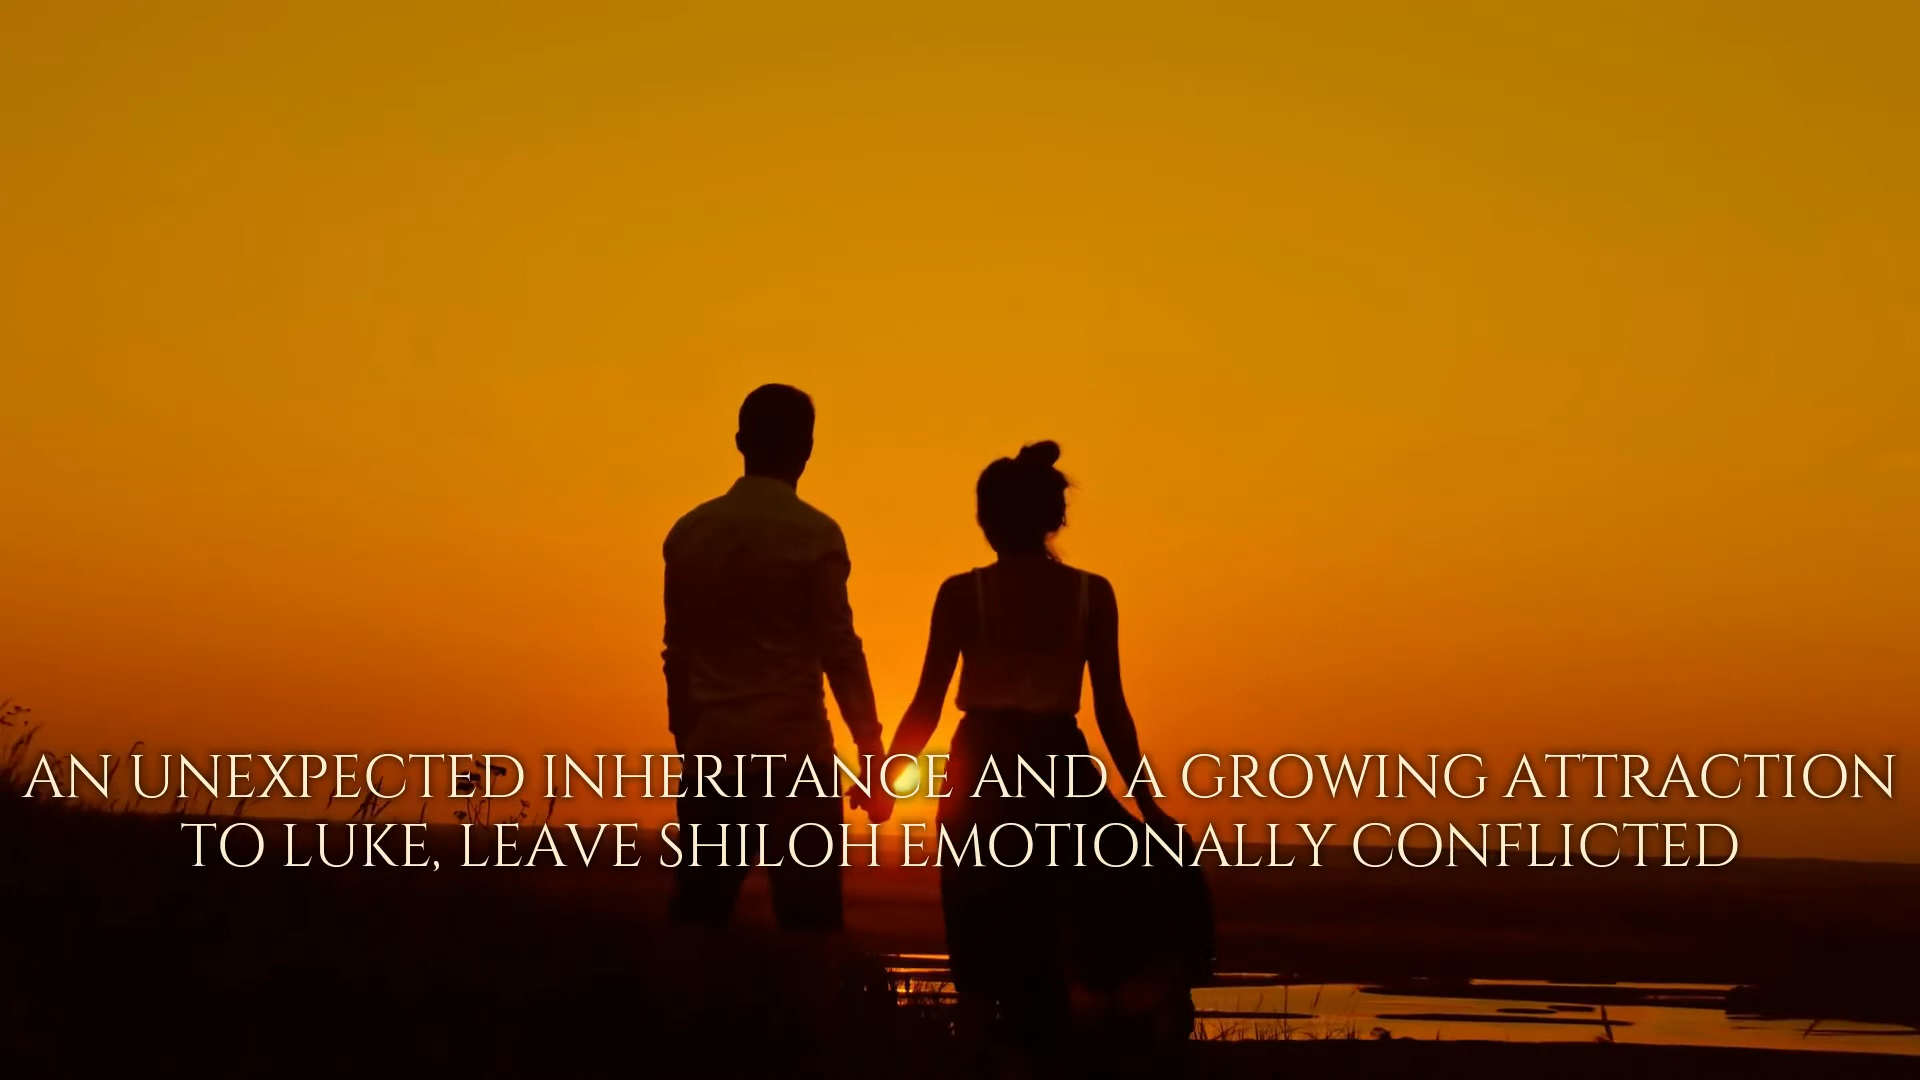 AN UNEXPECTED INHERITANCE AND A GROWING ATTRACTION
TO LUKE, LEAVE SHILOH EMOTIONALLY CONFLICTED